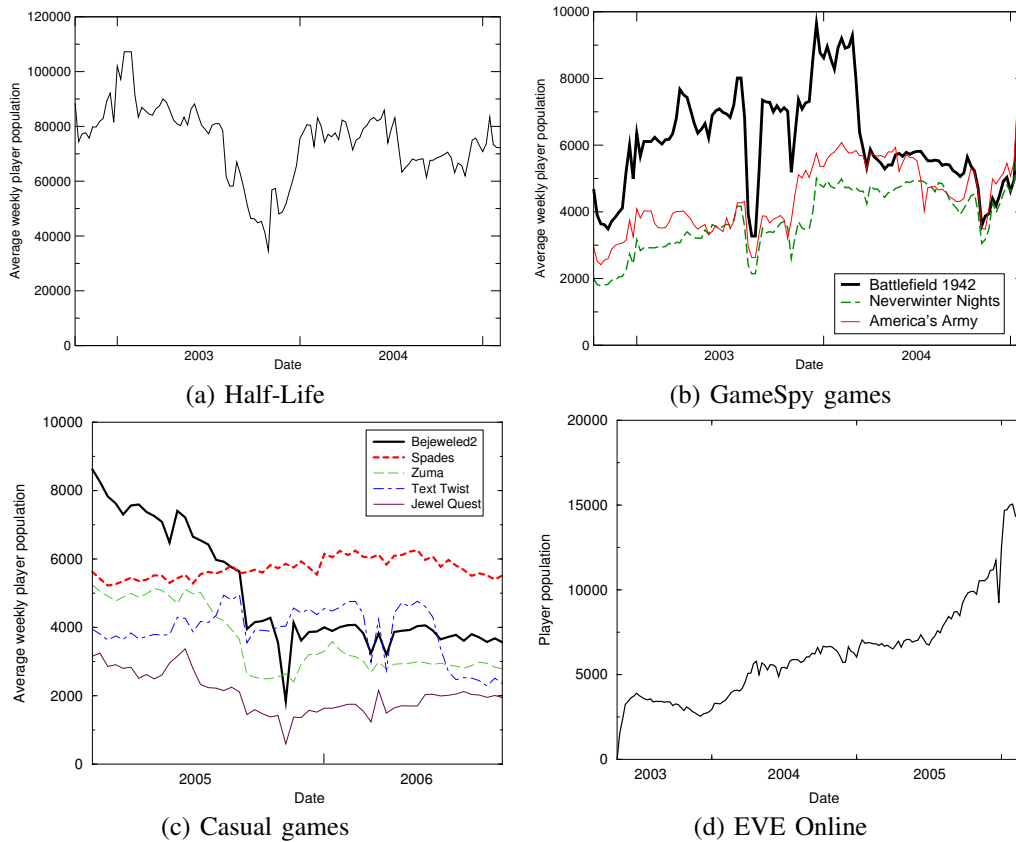 120000
100000
80000
60000
40000
20000
0
Average weekly player population
2003
2004
Date
(a) Half-Life
10000
8000
6000
4000
2000
0
Average weekly player population
Battlefield 1942
Neverwinter Nights
America's Army
2003
2004
Date
(b) GameSpy games
10000
8000
6000
4000
2000
0
Average weekly player population
Bejeweled2
Spades
Zuma
Text Twist
Jewel Quest
2005
2006
Date
(c) Casual games
20000
15000
10000
5000
0
Player population
2003
2004
2005
Date
(d) EVE Online